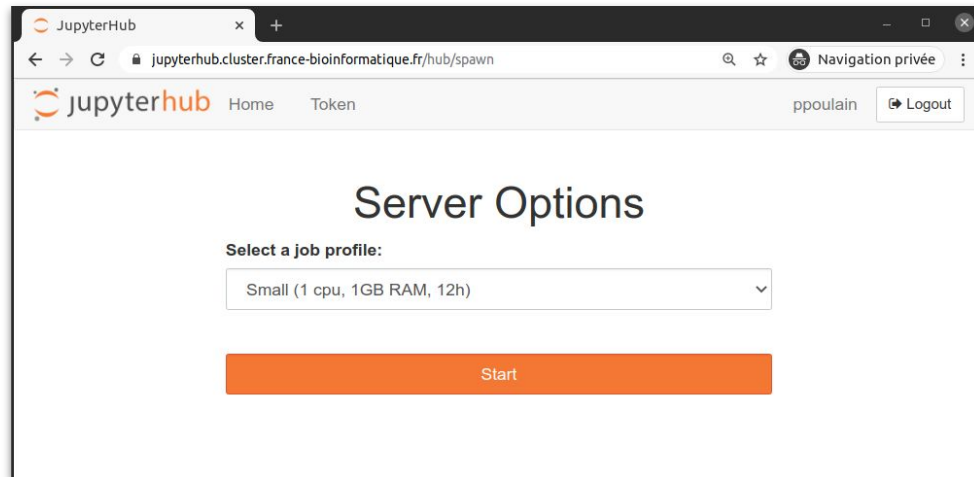 JupyterHub
jupyterhub.cluster.france-bioinformatique.fr/hub/spawn
Navigation privée
jupyterhub Home Token ppoulain Logout
Server Options
Select a job profile:
Small (1 cpu, 1GB RAM, 12h)
Start